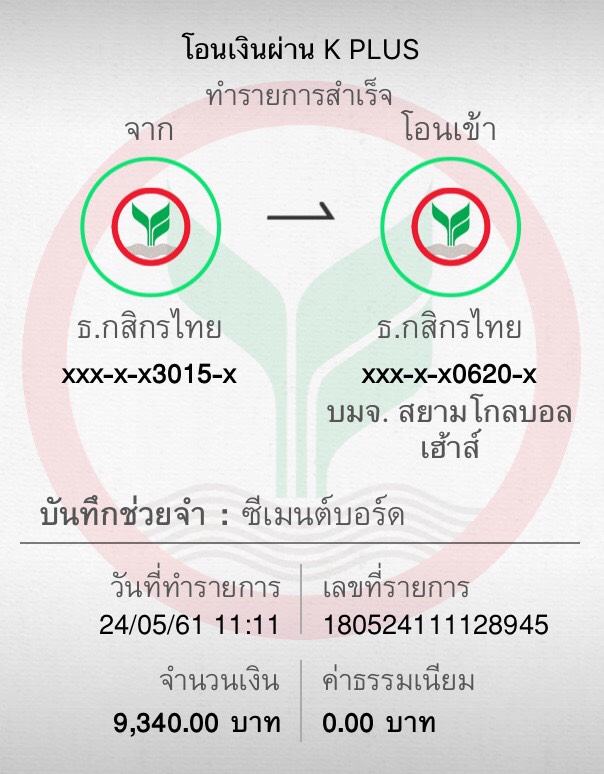 โอนเงินผ่าน K PLUS
ทำรายการสำเร็จ
จาก
โอนเข้า
ธ.กสิกรไทย
ธ.กสิกรไทย
xxx-x-x3015-x
xxx-x-x0620-x
บมจ. สยามโกลบอล
เฮ้าส์
บันทึกช่วยจำ : ซีเมนต์บอร์ด
วันที่ทำรายการ
เลขที่รายการ
24/05/61 11:11
180524111128945
จำนวนเงิน
ค่าธรรมเนียม
9,340.00 บาท
0.00 บาท